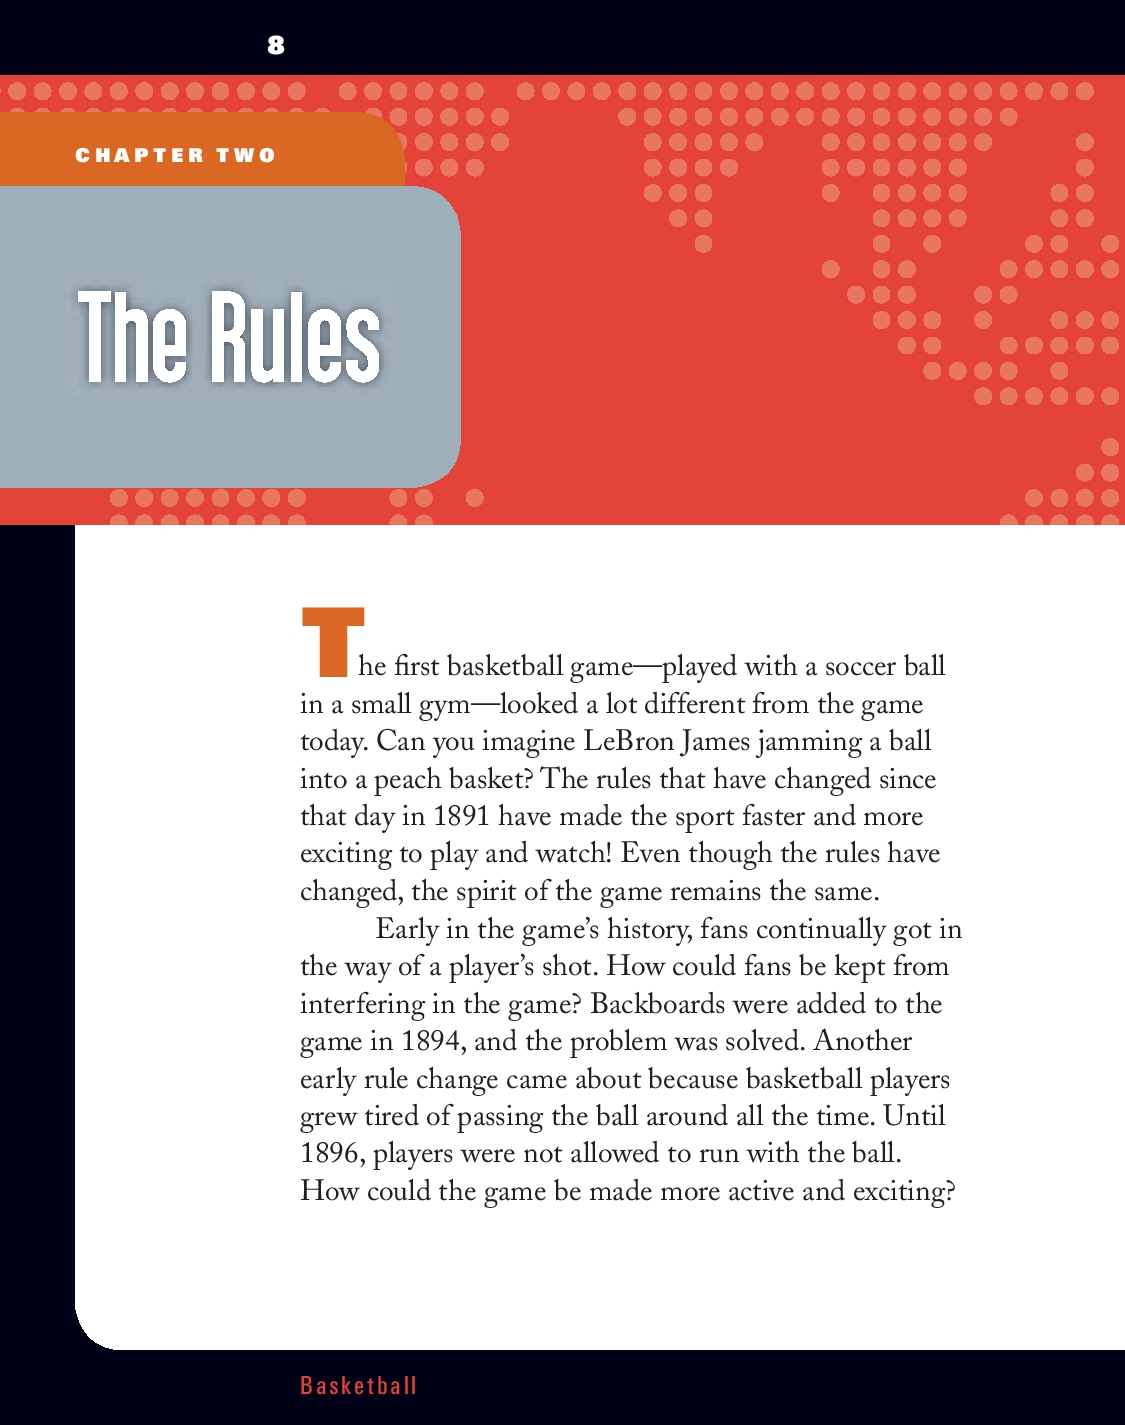 8
CHAPTER TWO
The Rules
The first basketball game—played with a soccer ball
in a small gym—looked a lot different from the game
today. Can you imagine LeBron James jamming a ball
into a peach basket? The rules that have changed since
that day in 1891 have made the sport faster and more
exciting to play and watch! Even though the rules have
changed, the spirit of the game remains the same.
Early in the game’s history, fans continually got in
the way of a player’s shot. How could fans be kept from
interfering in the game? Backboards were added to the
game in 1894, and the problem was solved. Another
early rule change came about because basketball players
grew tired of passing the ball around all the time. Until
1896, players were not allowed to run with the ball.
How could the game be made more active and exciting?
Basketball